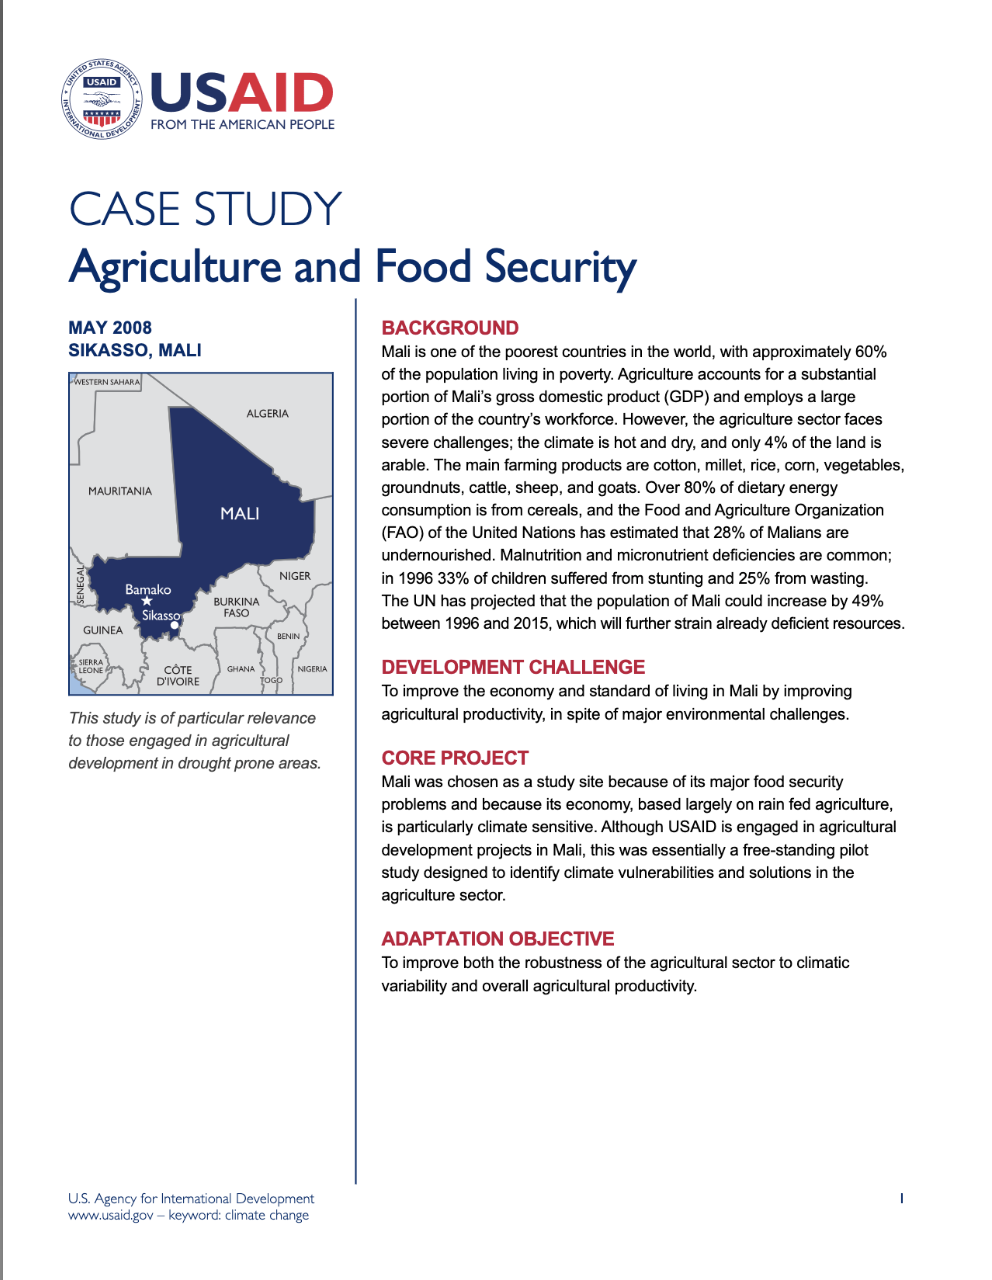 UNITED STATES AGENCY
INTERNATIONAL DEVELOPMENT
USAID
USAID
FROM THE AMERICAN PEOPLE
CASE STUDY
Agriculture and Food Security
MAY 2008
SIKASSO, MALI
WESTERN SAHARA
ALGERIA
MAURITANIA
MALI
SENEGAL
Bamako
NIGER
Sikasso
BURKINA
FASO
GUINEA
BENIN
SIERRA
LEONE
CÔTE
D'IVOIRE
GHANA
TOGO
NIGERIA
This study is of particular relevance
to those engaged in agricultural
development in drought prone areas.
BACKGROUND
Mali is one of the poorest countries in the world, with approximately 60%
of the population living in poverty. Agriculture accounts for a substantial
portion of Mali’s gross domestic product (GDP) and employs a large
portion of the country’s workforce. However, the agriculture sector faces
severe challenges; the climate is hot and dry, and only 4% of the land is
arable. The main farming products are cotton, millet, rice, corn, vegetables,
groundnuts, cattle, sheep, and goats. Over 80% of dietary energy
consumption is from cereals, and the Food and Agriculture Organization
(FAO) of the United Nations has estimated that 28% of Malians are
undernourished. Malnutrition and micronutrient deficiencies are common;
in 1996 33% of children suffered from stunting and 25% from wasting.
The UN has projected that the population of Mali could increase by 49%
between 1996 and 2015, which will further strain already deficient resources.
DEVELOPMENT CHALLENGE
To improve the economy and standard of living in Mali by improving
agricultural productivity, in spite of major environmental challenges.
CORE PROJECT
Mali was chosen as a study site because of its major food security
problems and because its economy, based largely on rain fed agriculture,
is particularly climate sensitive. Although USAID is engaged in agricultural
development projects in Mali, this was essentially a free-standing pilot
study designed to identify climate vulnerabilities and solutions in the
agriculture sector.
ADAPTATION OBJECTIVE
To improve both the robustness of the agricultural sector to climatic
variability and overall agricultural productivity.
U.S. Agency for International Development
www.usaid.gov – keyword: climate change
1